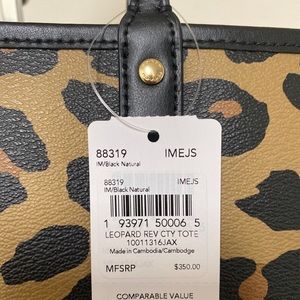 88319 IMEJS
IM/Black Natural
88319 IMEJS
IM/Black Natural
1 93971 50006 5
LEOPARD REV CTY TOTE
10011316JAX
Made in Cambodia/Cambodge
MFSRP $350.00
COMPARABLE VALUE